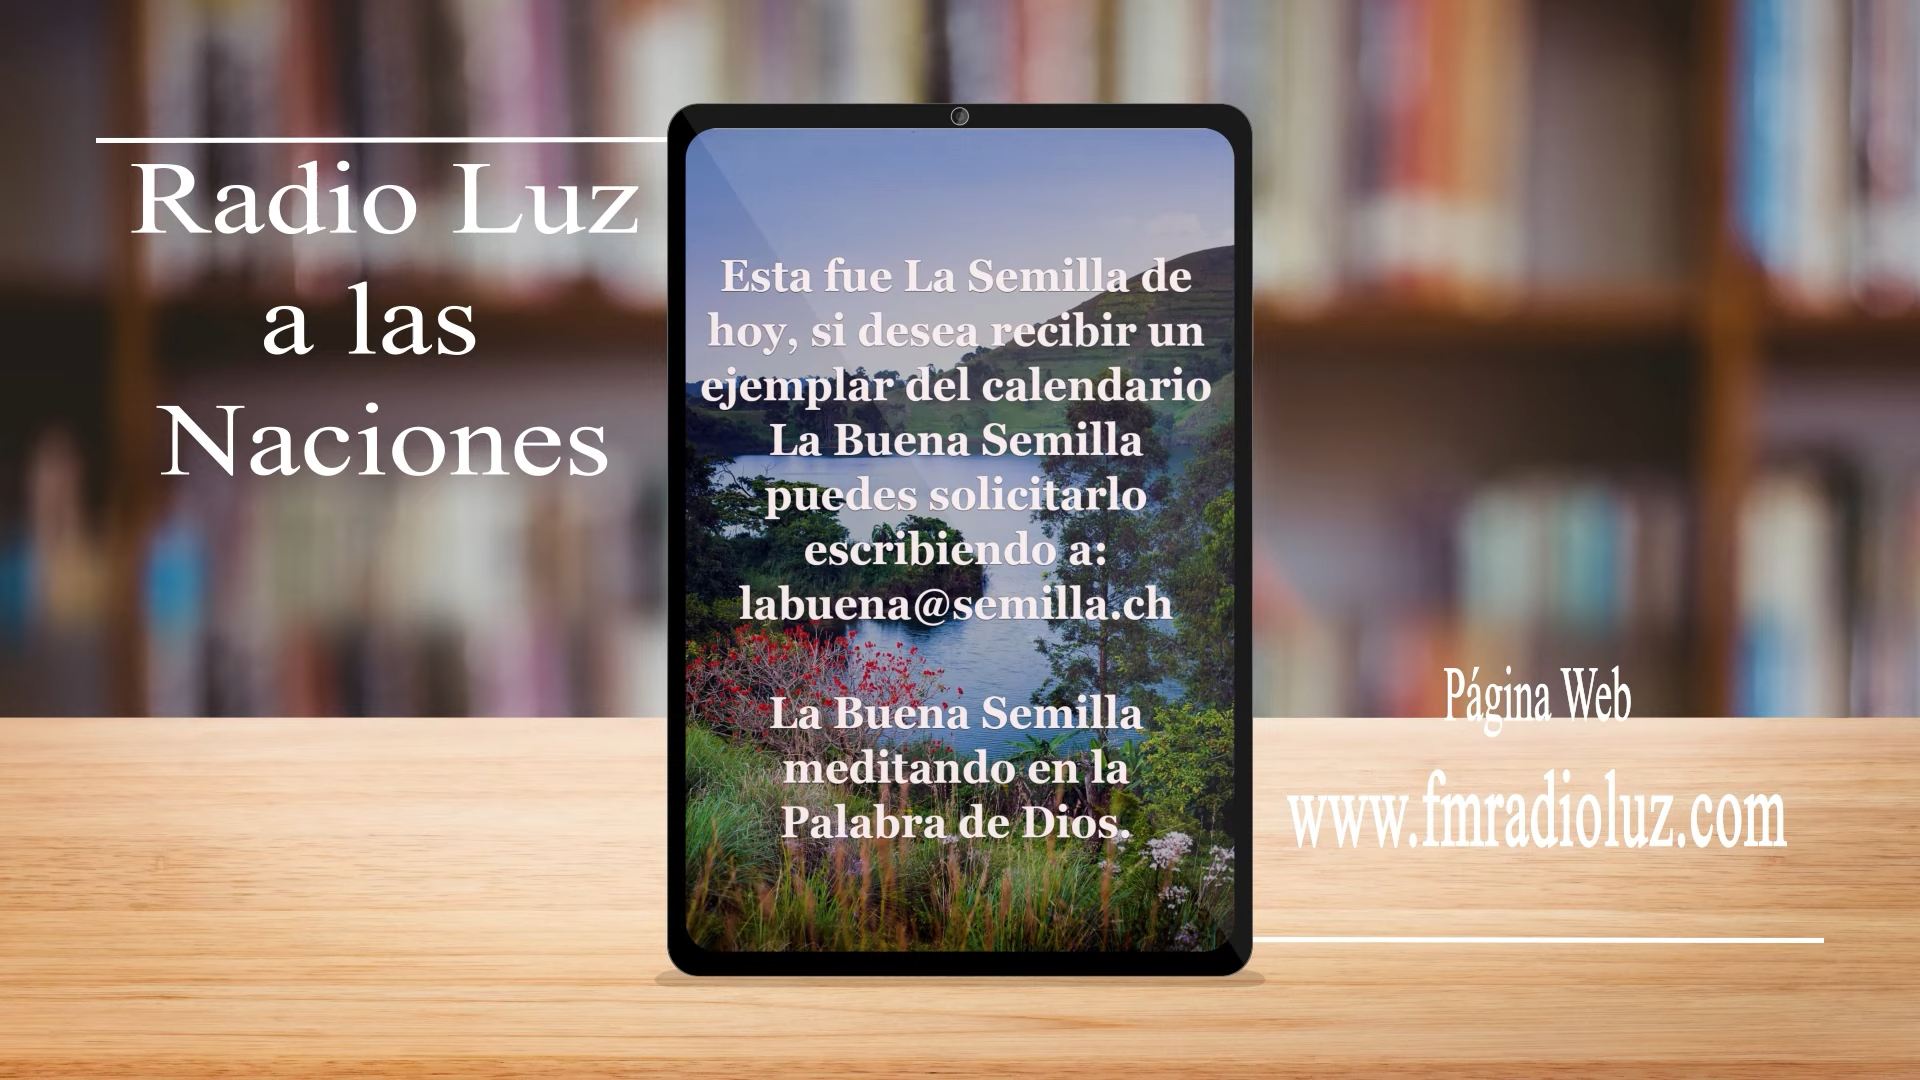 Radio Luz
a las
Naciones
Esta fue La Semilla de
hoy, si desea recibir un
ejemplar del calendario
La Buena Semilla
puedes solicitarlo
escribiendo a:
labuena@semilla.ch
La Buena Semilla
meditando en la
Palabra de Dios.
Página Web
www.fmradioluz.com